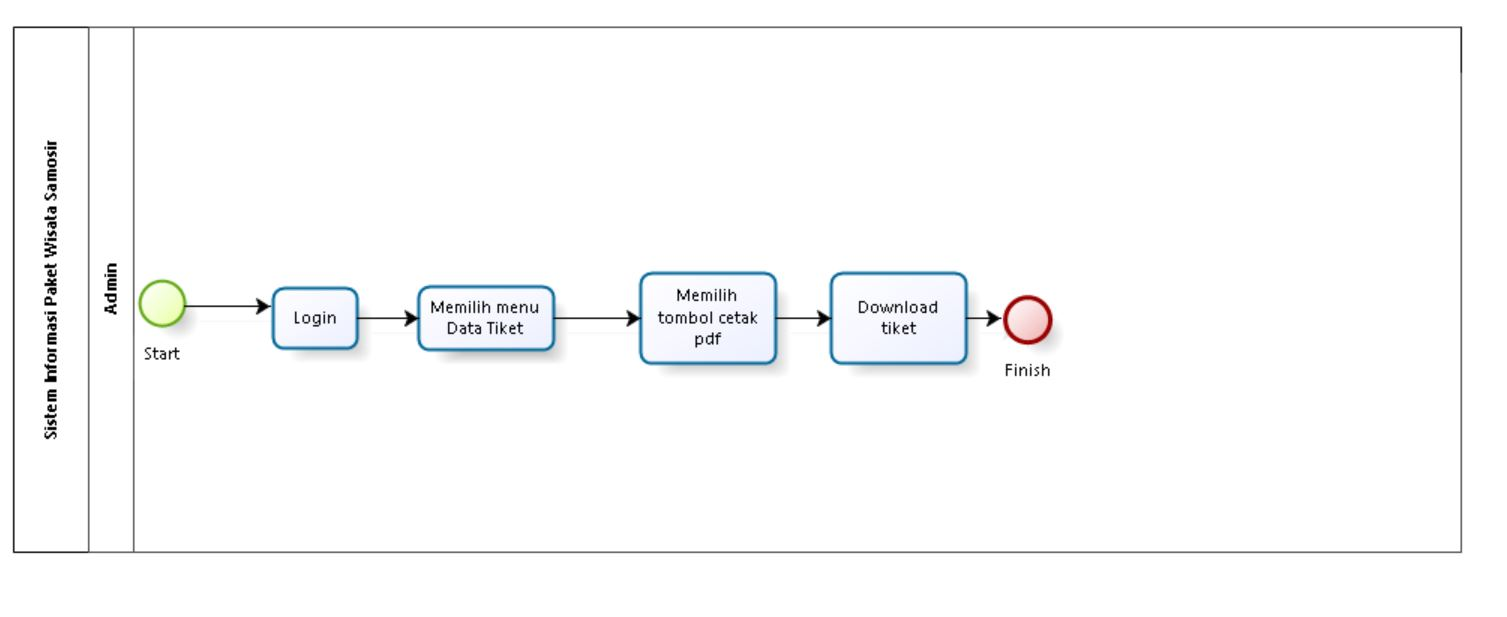 Sistem Informasi Paket Wisata Samosir
Admin
Start
Login
Memilih menu
Data Tiket
Memilih
tombol cetak
pdf
Download
tiket
Finish